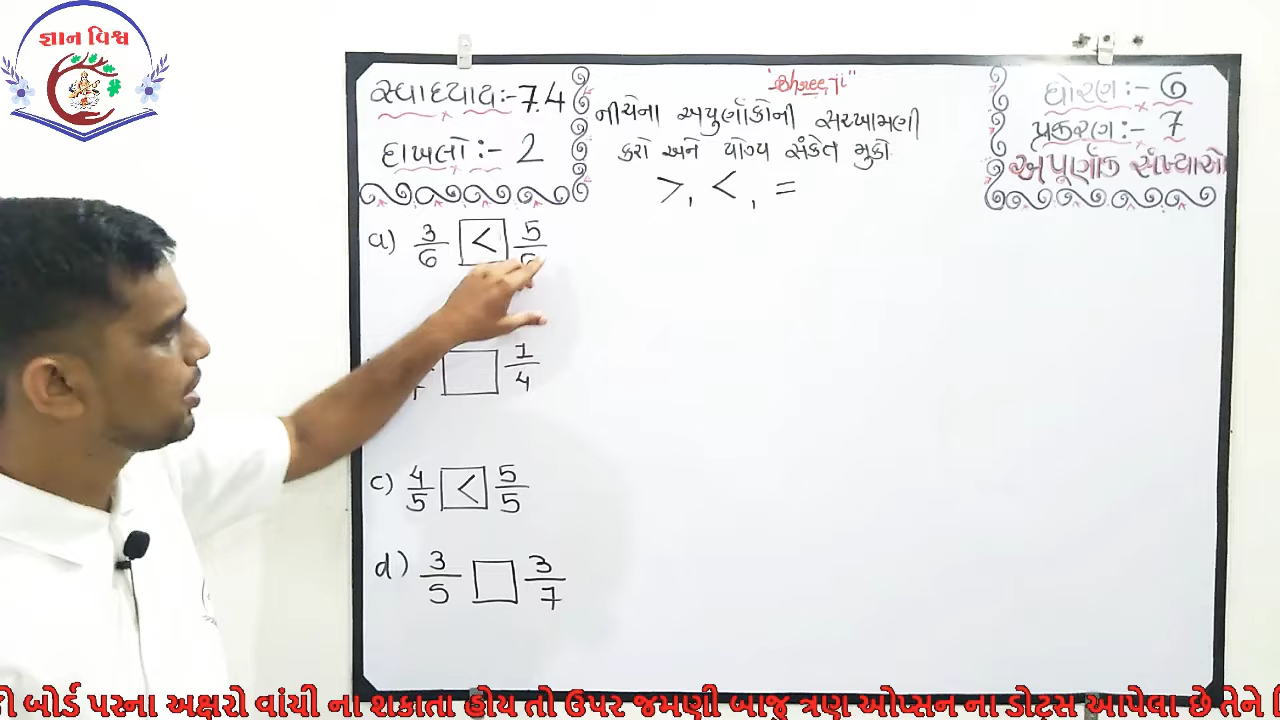 જ્ઞાન વિશ્વ
સ્વાધ્યાય:- 7.4
દાખલો:- 2
"Shreeji"
નીચેના અપુર્ણાંકોની સરખામણી
કરો અને યોગ્ય સંકેત મુકો
>, <, =
ધોરણ:- 6
પ્રકરણ:- 7
અપૂર્ણાંક સંખ્યાઓ
a) 3/6 < 5/6
1/4
c) 4/5 < 5/5
d) 3/5 □ 3/7
બોર્ડ પરના અક્ષરો વાંચી ના શકાતા હોય તો ઉપર જમણી બાજુ ત્રણ ઓપ્સન ના ડોટ્સ આપેલા છે તેને